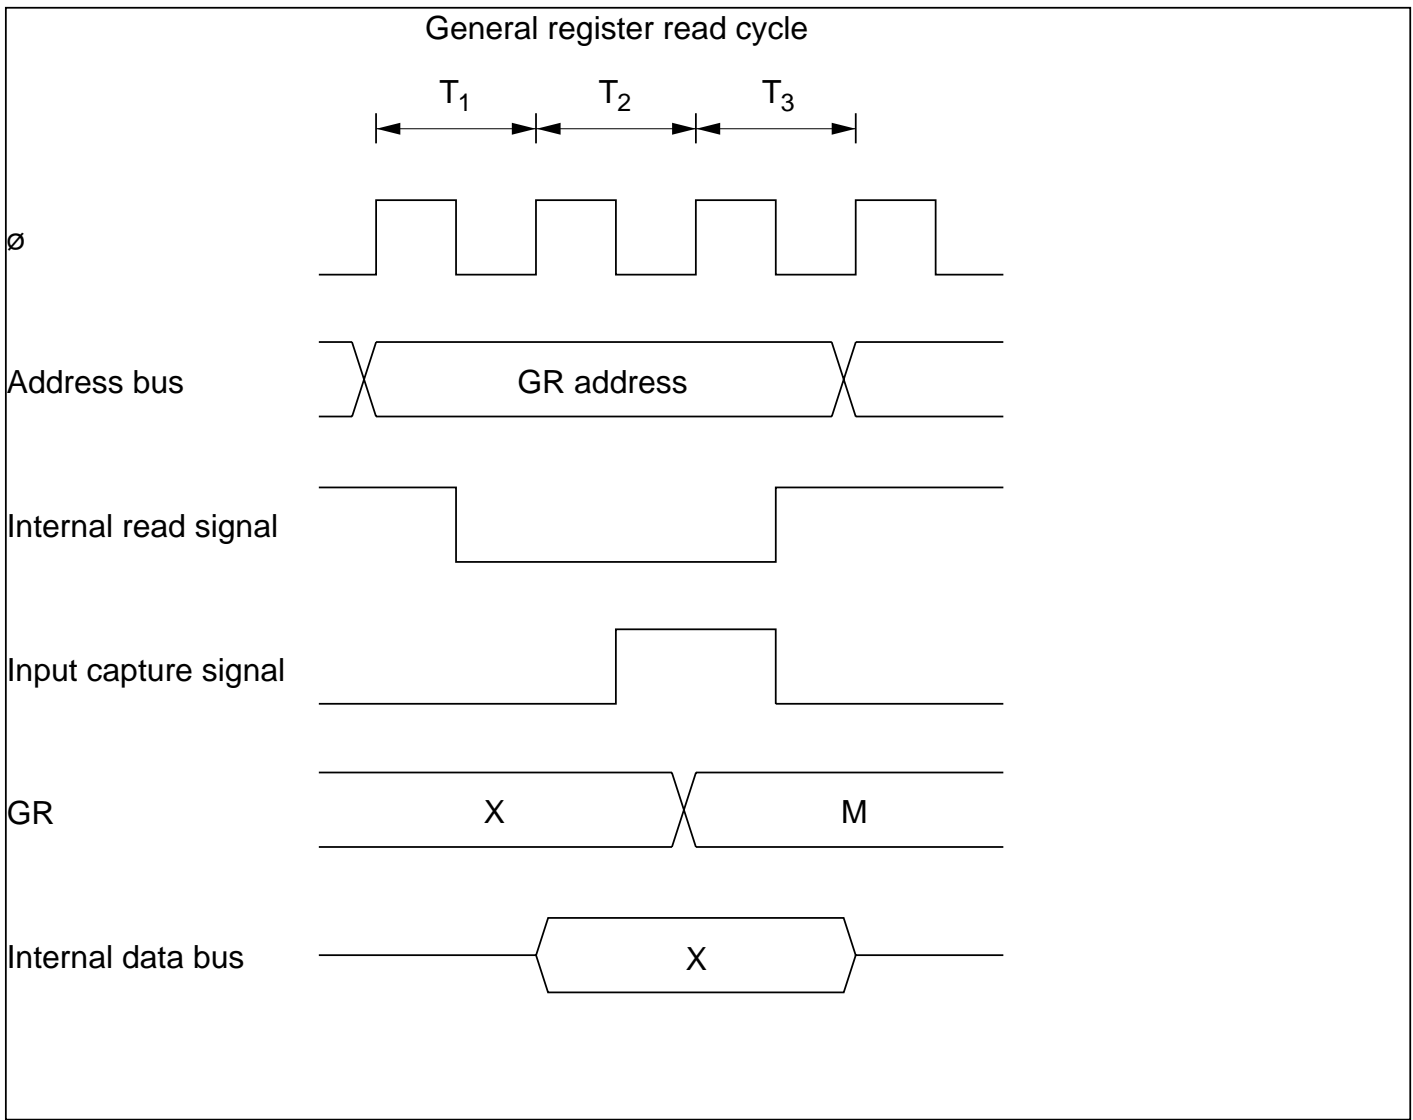 General register read cycle
T1 T2 T3
ø
Address bus GR address
Internal read signal
Input capture signal
GR X M
Internal data bus X